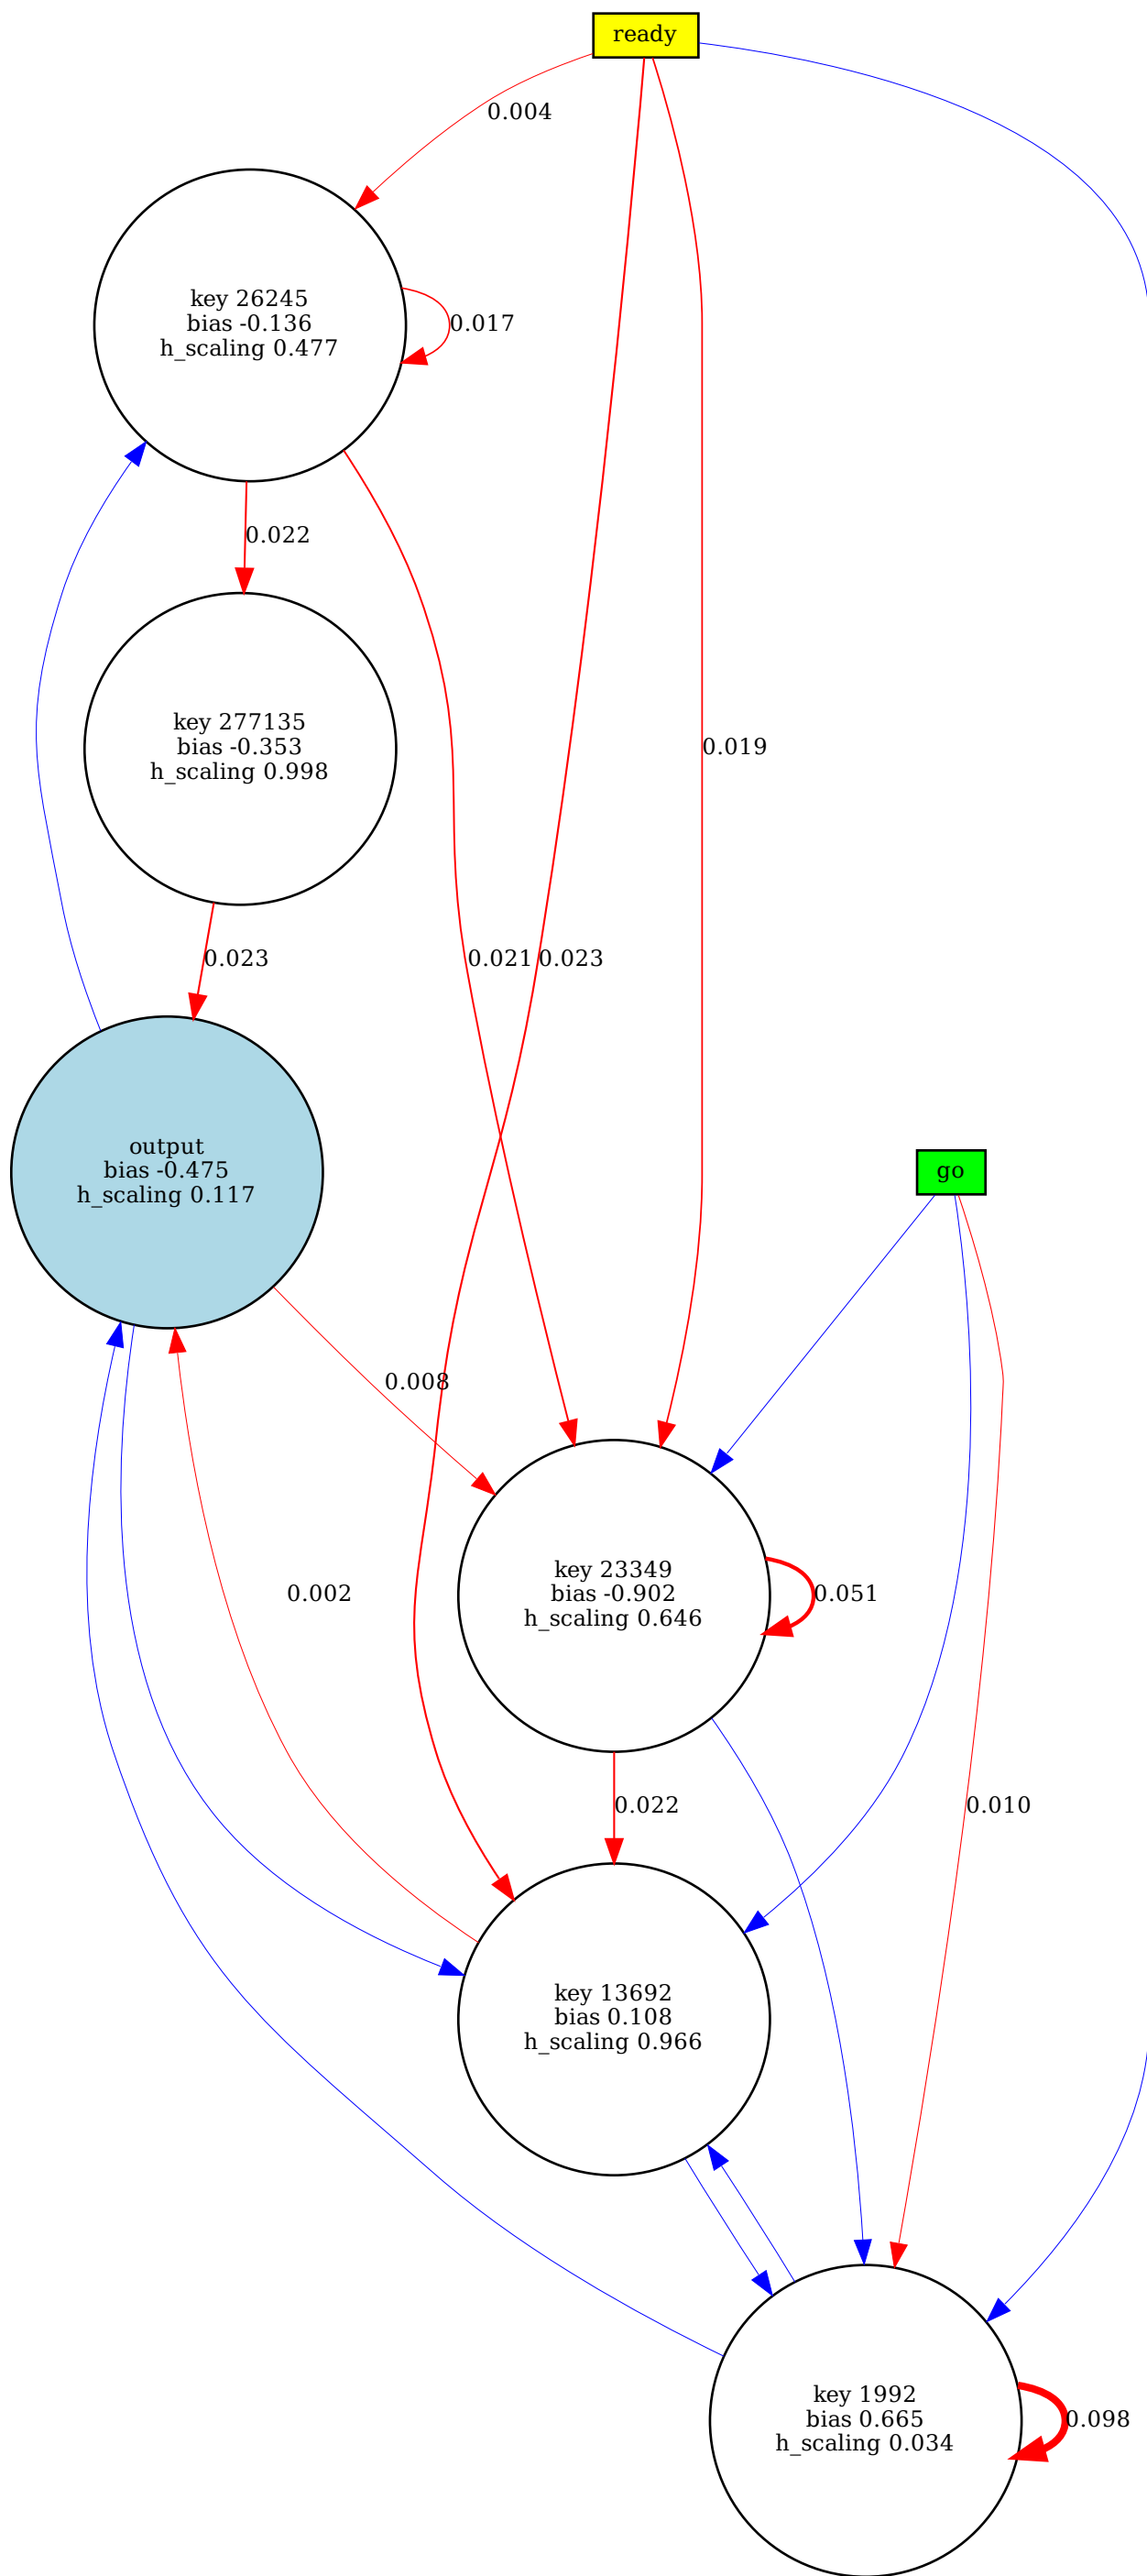 ready
0.004
key 26245
bias -0.136
h_scaling 0.477
0.017
0.022
key 277135
bias -0.353
h_scaling 0.998
0.019
0.023
0.021
0.023
output
bias -0.475
h_scaling 0.117
go
0.008
key 23349
bias -0.902
h_scaling 0.646
0.051
0.002
0.022
0.010
key 13692
bias 0.108
h_scaling 0.966
key 1992
bias 0.665
h_scaling 0.034
0.098